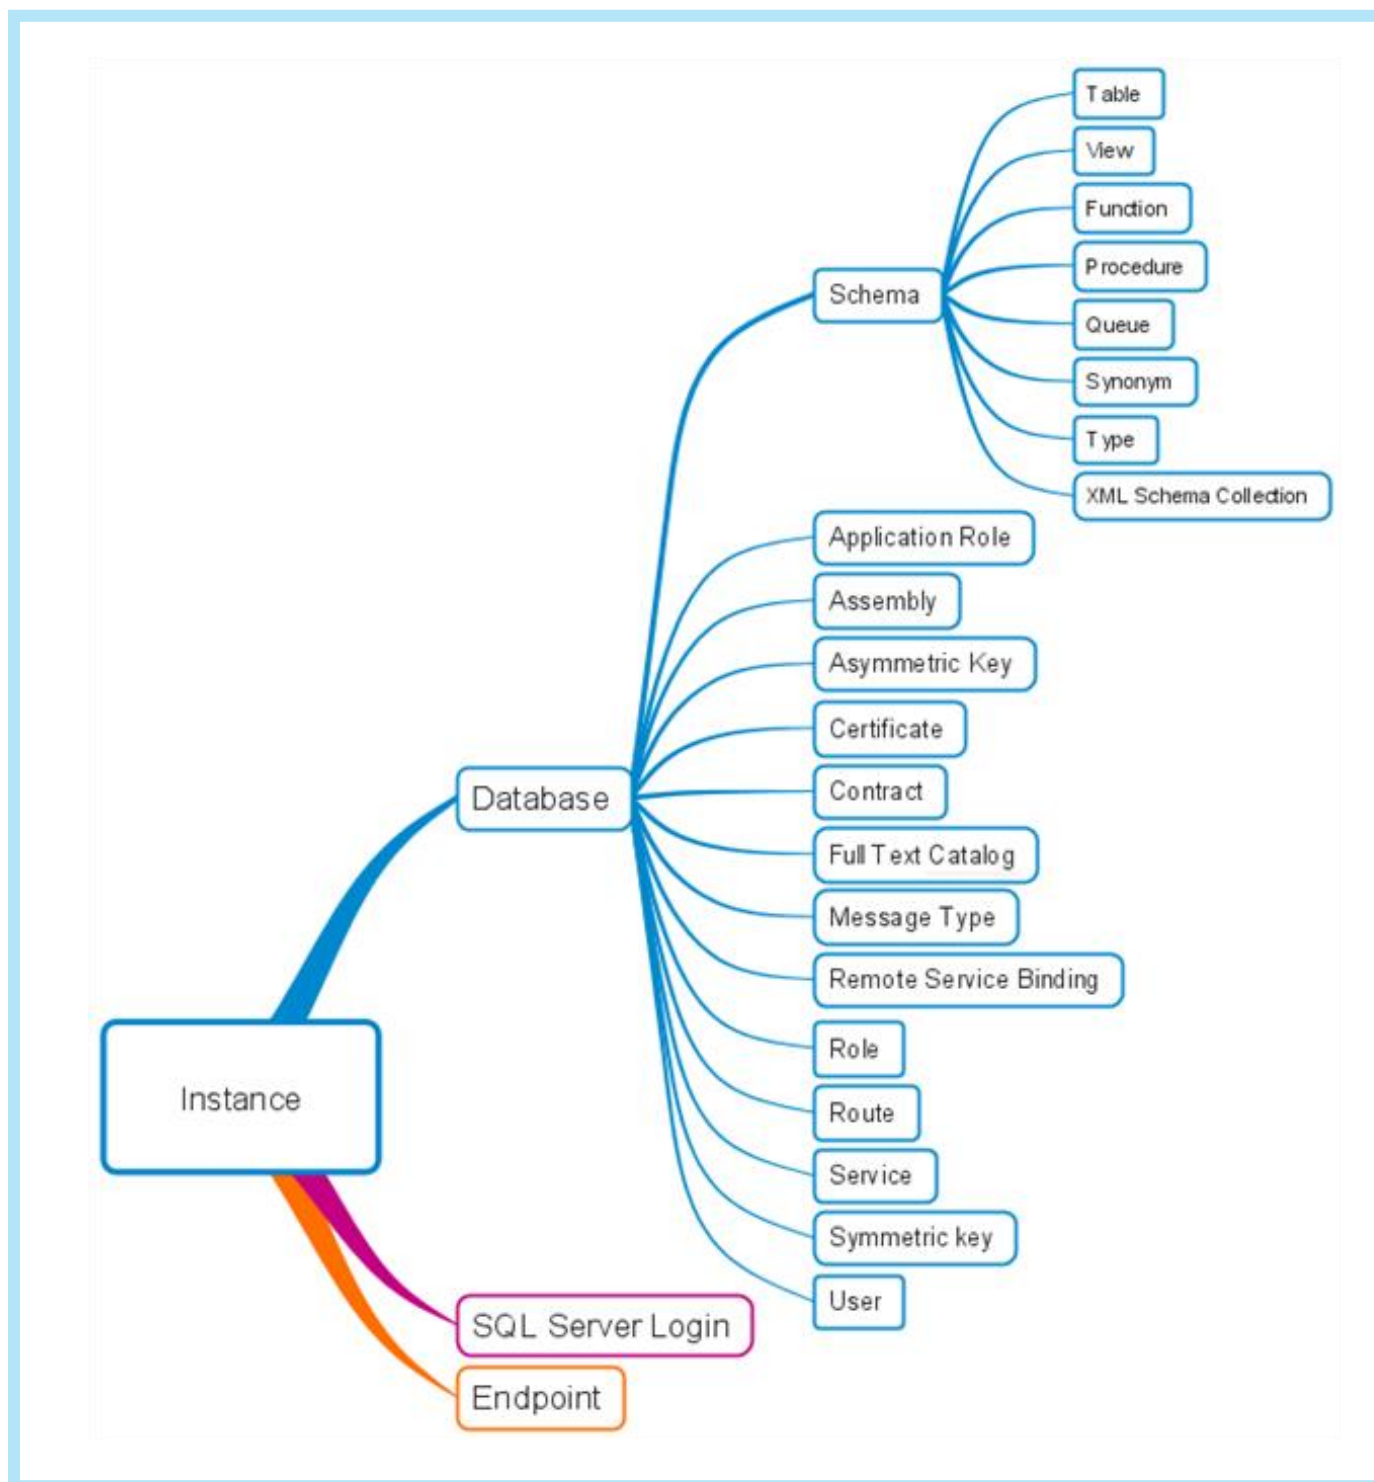 Table
View
Function
Procedure
Schema
Queue
Synonym
Type
XML Schema Collection
Application Role
Assembly
Asymmetric Key
Certificate
Contract
Database
Full Text Catalog
Message Type
Remote Service Binding
Role
Instance
Route
Service
Symmetric key
User
SQL Server Login
Endpoint